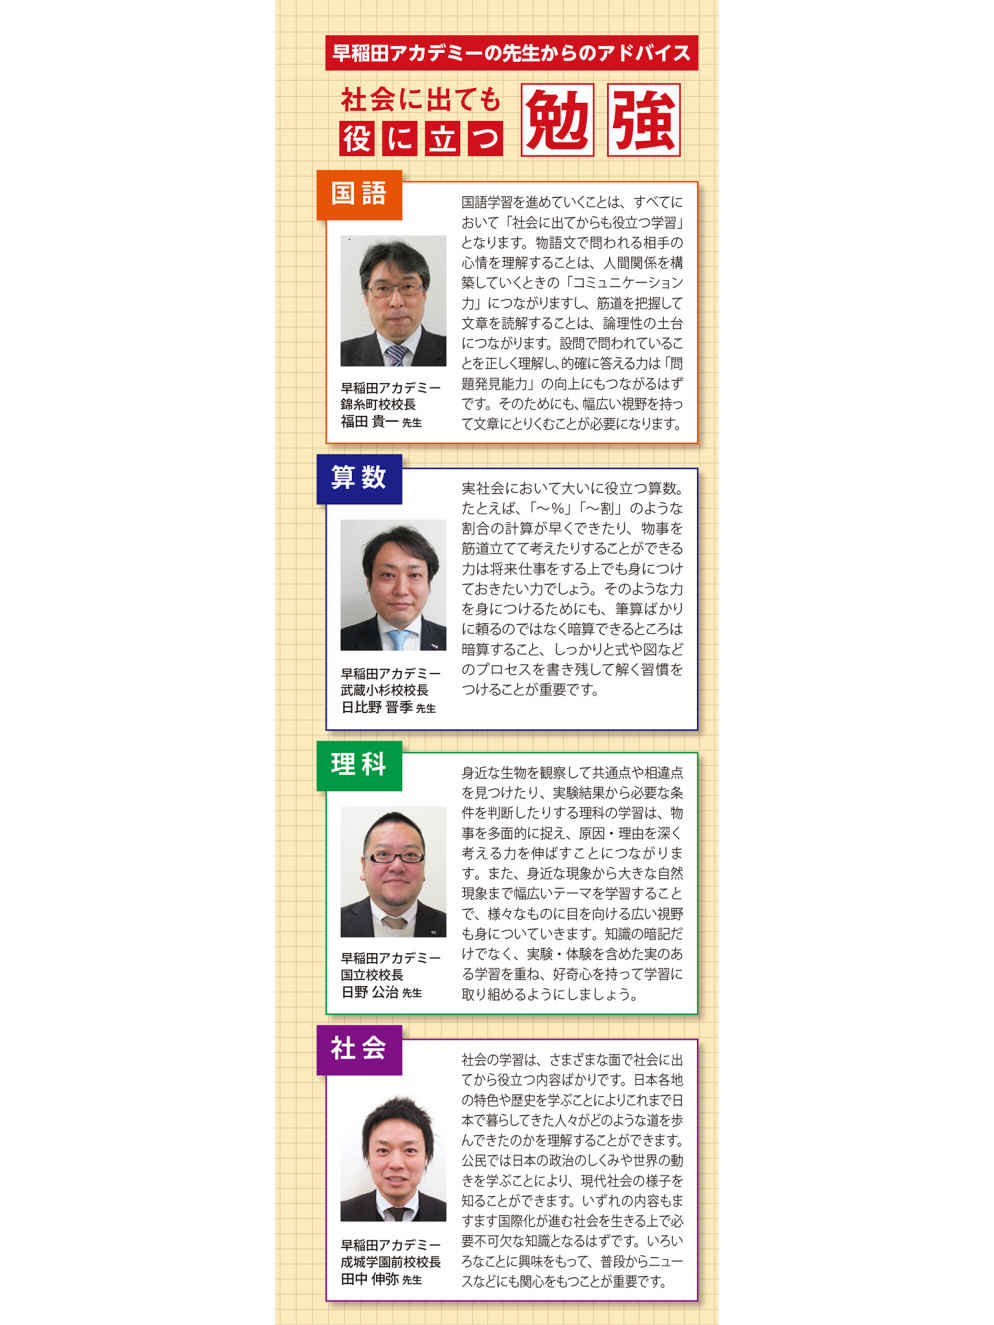 早稲田アカデミーの先生からのアドバイス
社会に出ても
役に立つ
勉強
国語
国語学習を進めていくことは、すべてに
おいて「社会に出てからも役立つ学習」
となります。物語文で問われる相手の
心情を理解することは、人間関係を構
築していくときの「コミュニケーション
力」につながりますし、筋道を把握して
文章を読解することは、論理性の土台
につながります。設問で問われているこ
とを正しく理解し、的確に答える力は「問
題発見能力」の向上にもつながるはず
です。そのためにも、幅広い視野を持っ
て文章にとりくむことが必要になります。
早稲田アカデミー
錦糸町校校長
福田 貴一 先生
算数
実社会において大いに役立つ算数。
たとえば、「～％」「～割」のような
割合の計算が早くできたり、物事を
筋道立てて考えたりすることができる
力は将来仕事をする上でも身につけ
ておきたい力でしょう。そのような力
を身につけるためにも、筆算ばかり
に頼るのではなく暗算できるところは
暗算すること、しっかりと式や図など
のプロセスを書き残して解く習慣を
つけることが重要です。
早稲田アカデミー
武蔵小杉校校長
日比野 晋季 先生
理科
身近な生物を観察して共通点や相違点
を見つけたり、実験結果から必要な条
件を判断したりする理科の学習は、物
事を多面的に捉え、原因・理由を深く
考える力を伸ばすことにつながりま
す。また、身近な現象から大きな自然
現象まで幅広いテーマを学習すること
で、様々なものに目を向ける広い視野
も身についていきます。知識の暗記だ
けでなく、実験・体験を含めた実のあ
る学習を重ね、好奇心を持って学習に
取り組めるようにしましょう。
早稲田アカデミー
国立校校長
日野 公治 先生
社会
社会の学習は、さまざまな面で社会に出
てから役立つ内容ばかりです。日本各地
の特色や歴史を学ぶことによりこれまで日
本で暮らしてきた人々がどのような道を歩
んできたのかを理解することができます。
公民では日本の政治のしくみや世界の動
きを学ぶことにより、現代社会の様子を
知ることができます。いずれの内容もま
すます国際化が進む社会を生きる上で必
要不可欠な知識となるはずです。いろい
ろなことに興味をもって、普段からニュー
スなどにも関心をもつことが重要です。
早稲田アカデミー
成城学園前校校長
田中 伸弥 先生